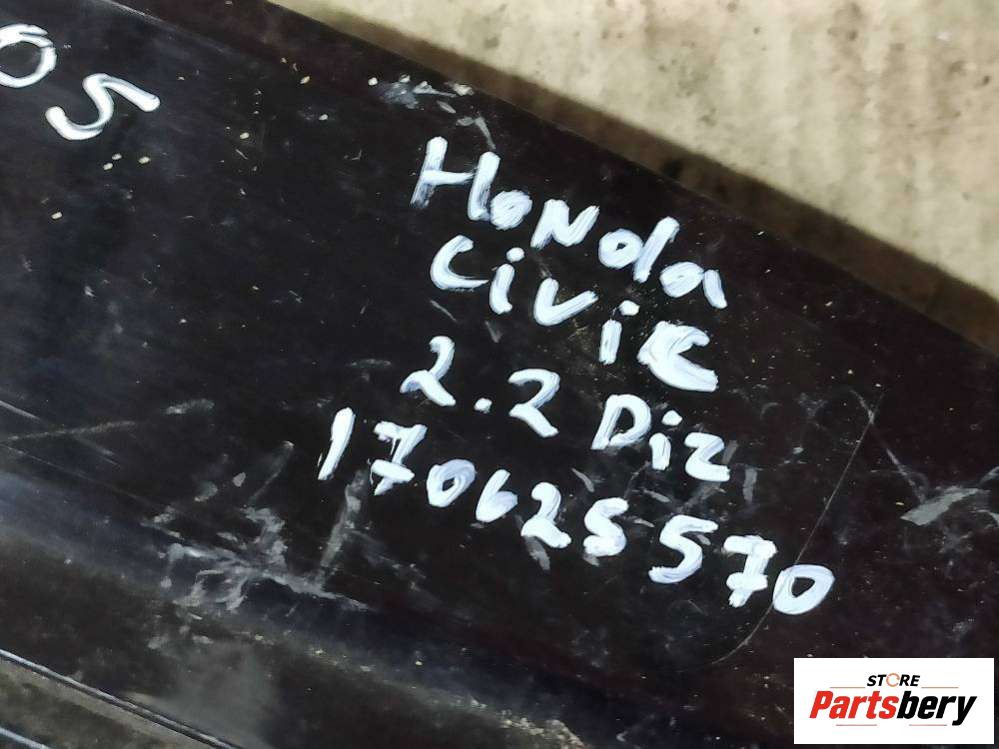 05
Honda
Civic
2.2 Diz
170625570
STORE
Partsbery